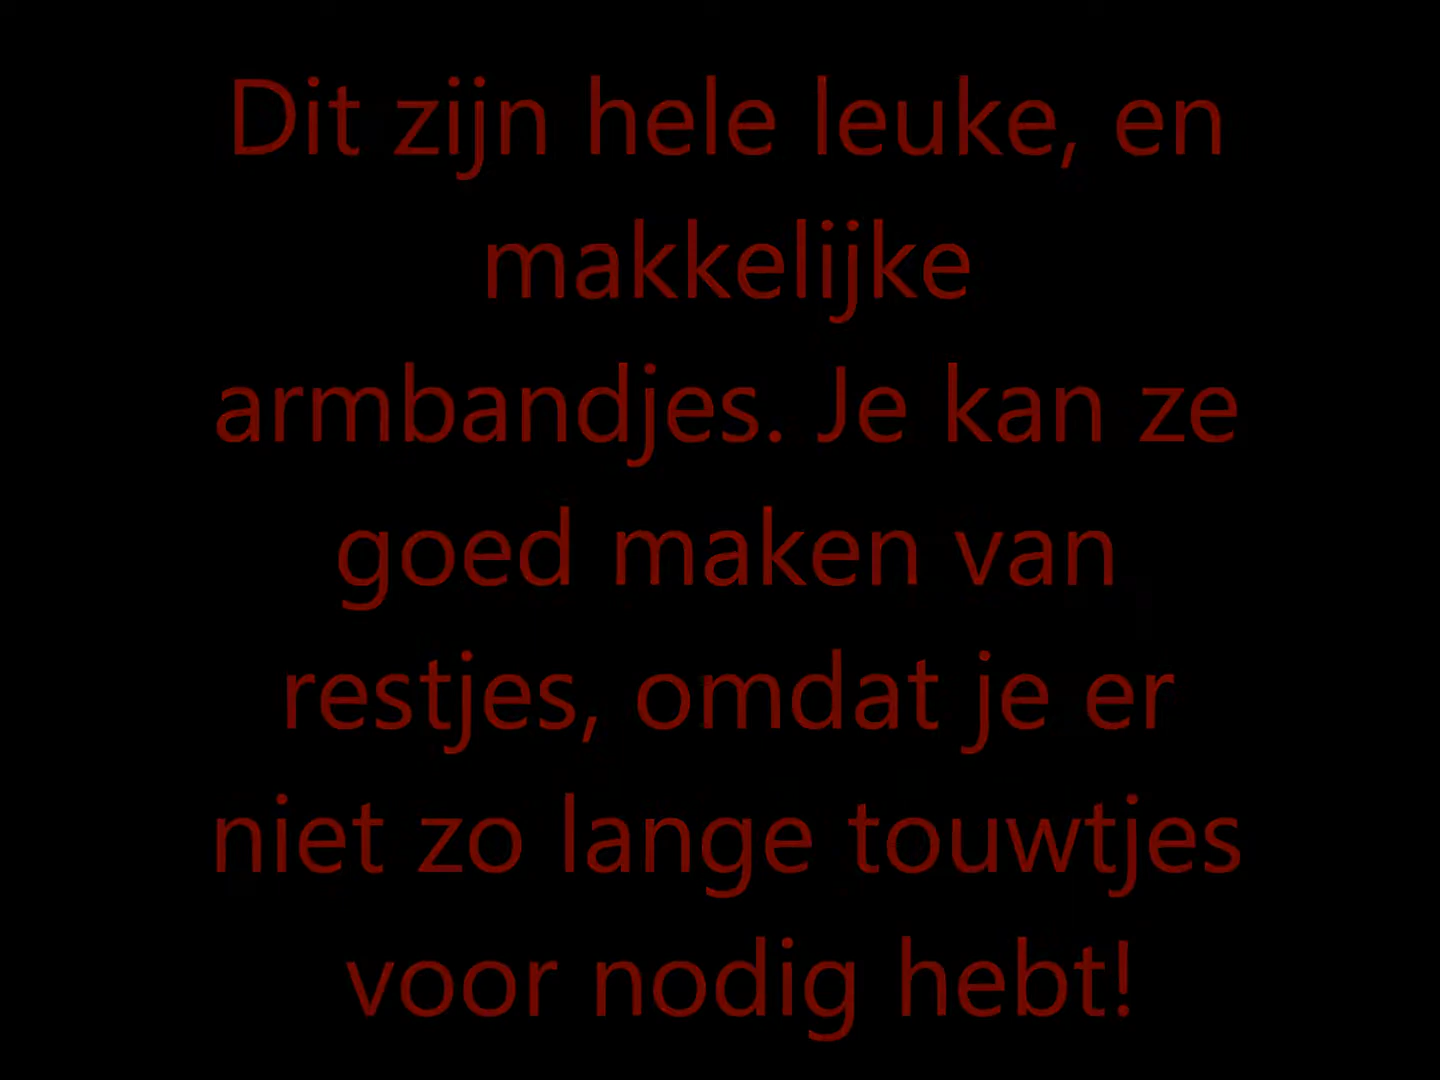 Dit zijn hele leuke, en
makkelijke
armbandjes. Je kan ze
goed maken van
restjes, omdat je er
niet zo lange touwtjes
voor nodig hebt!